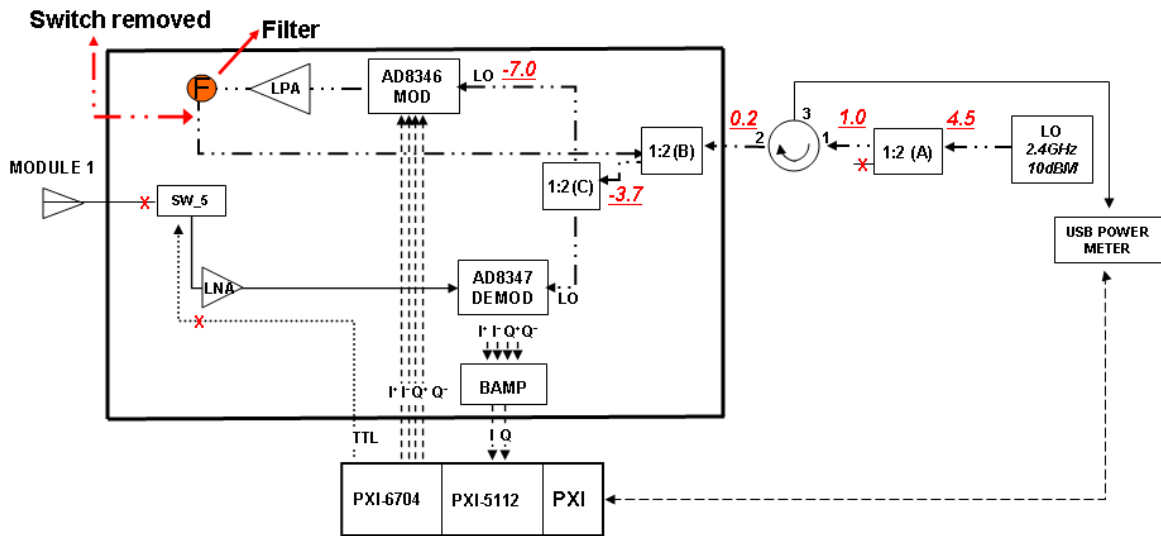 Switch removed
Filter
F
LPA
AD8346
MOD
LO
-7.0
3
0.2
2
1
1.0
4.5
1:2 (B)
1:2 (A)
LO
2.4GHz
10dBM
MODULE 1
SW_5
1:2 (C)
-3.7
X
X
USB POWER
METER
LNA
AD8347
DEMOD
LO
X
I⁺ I⁻ Q⁺ Q⁻
BAMP
I⁺ I⁻ Q⁺ Q⁻
I Q
TTL
PXI-6704
PXI-5112
PXI